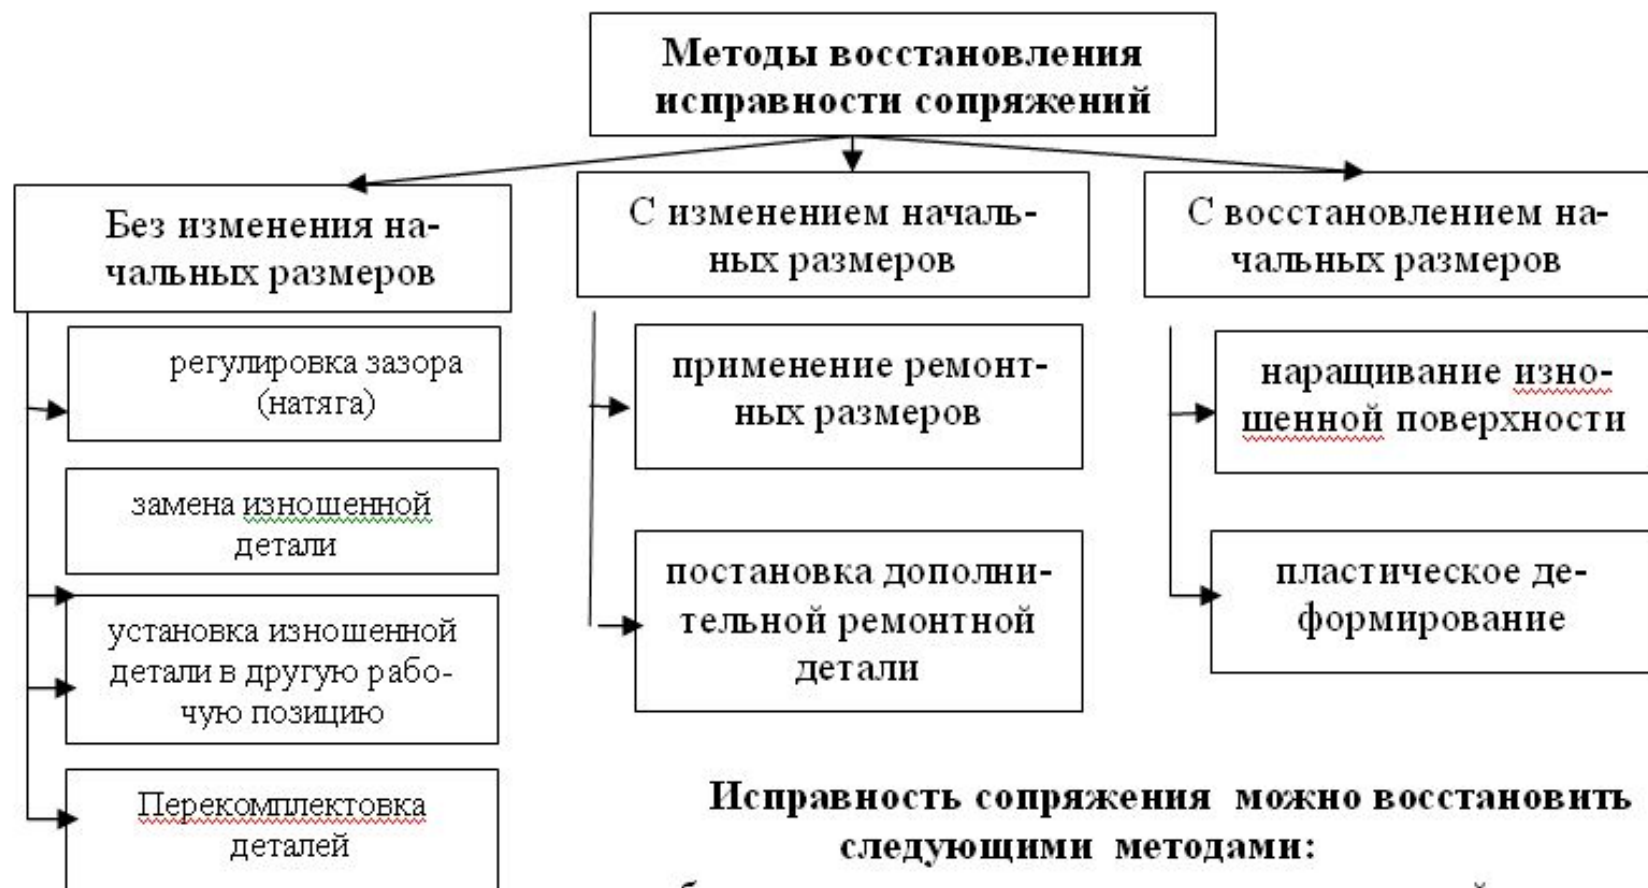 Методы восстановления
исправности сопряжений
Без изменения на-
чальных размеров
регулировка зазора
(натяга)
замена изношенной
детали
установка изношенной
детали в другую рабо-
чую позицию
Перекомплектовка
деталей
С изменением началь-
ных размеров
применение ремонт-
ных размеров
постановка дополни-
тельной ремонтной
детали
С восстановлением на-
чальных размеров
наращивание изно-
шенной поверхности
пластическое де-
формирование
Исправность сопряжения можно восстановить
следующими методами: